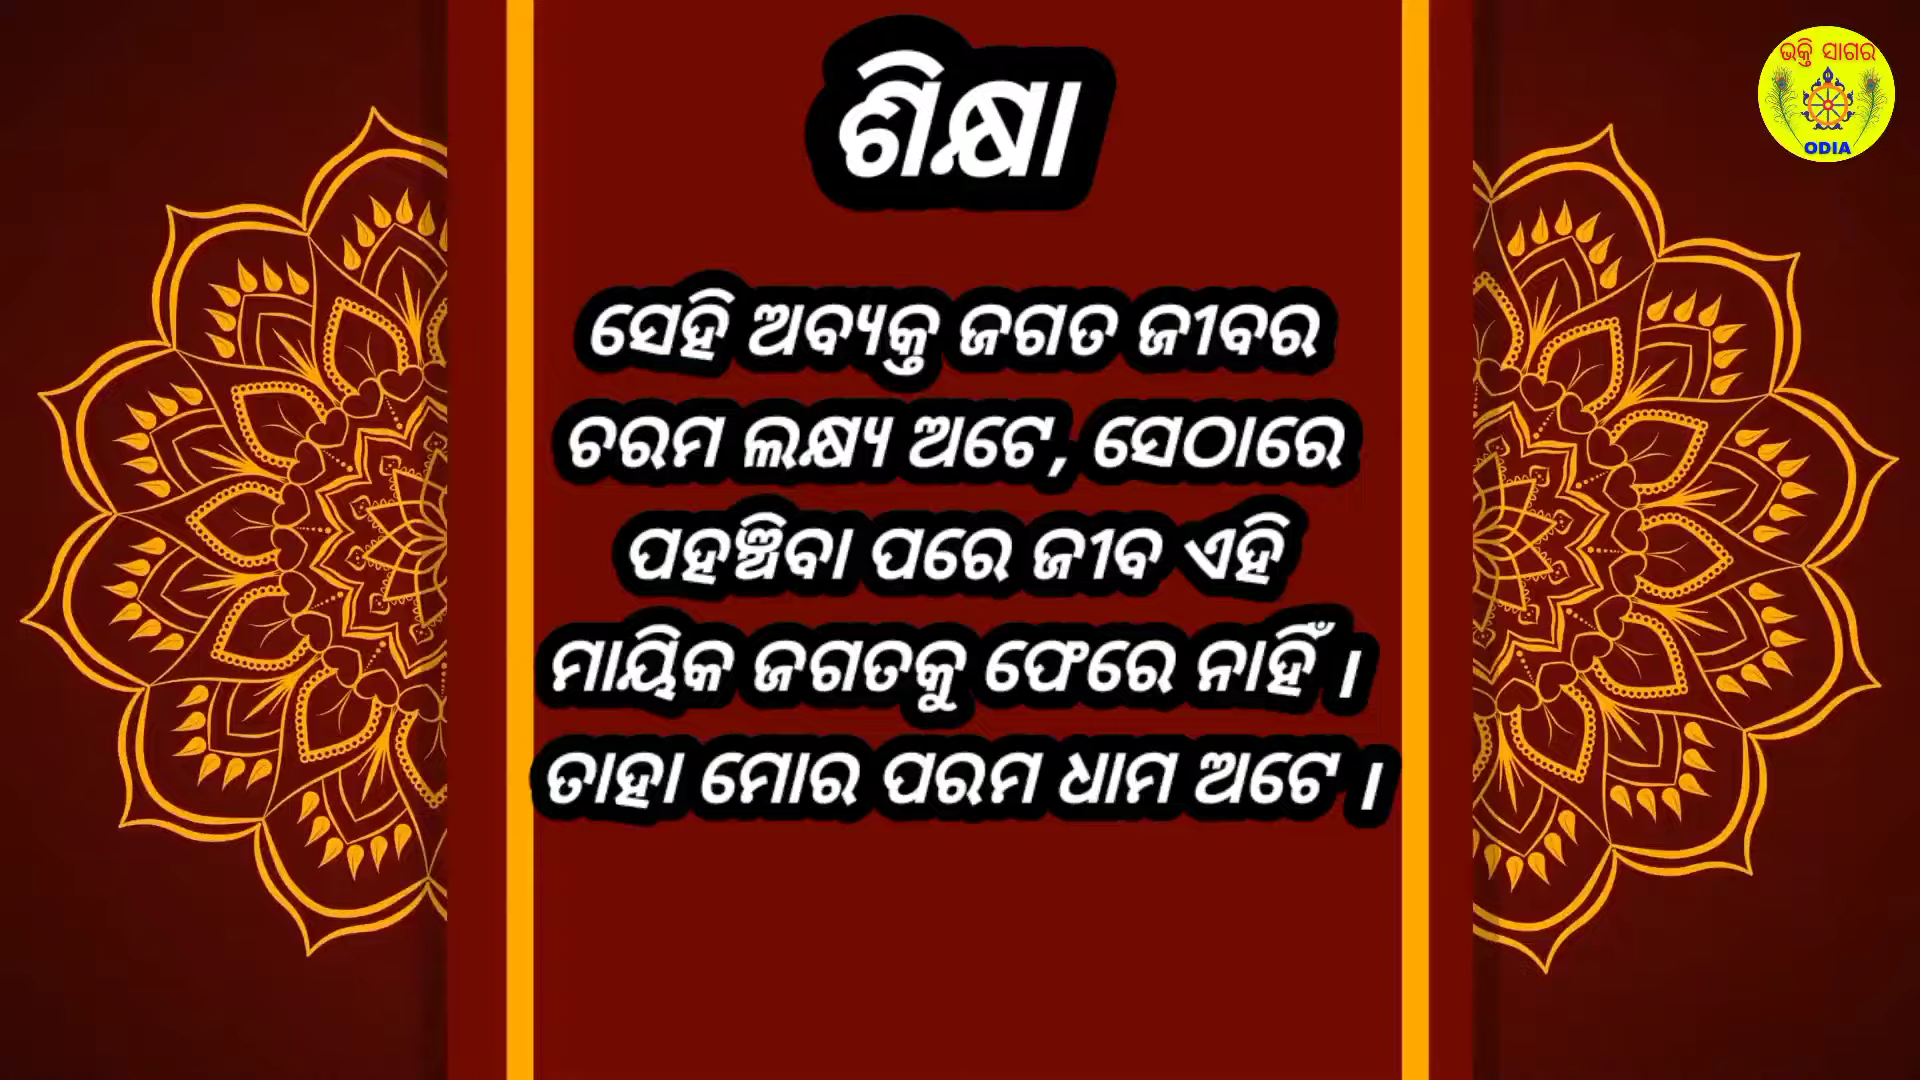 ଶିକ୍ଷା
ଭକ୍ତି ସାଗର
ODIA
ସେହି ଅବ୍ୟକ୍ତ ଜଗତ ଜୀବର
ଚରମ ଲକ୍ଷ୍ୟ ଅଟେ, ସେଠାରେ
ପହଞ୍ଚିବା ପରେ ଜୀବ ଏହି
ମାୟିକ ଜଗତକୁ ଫେରେ ନାହିଁ ।
ତାହା ମୋର ପରମ ଧାମ ଅଟେ ।